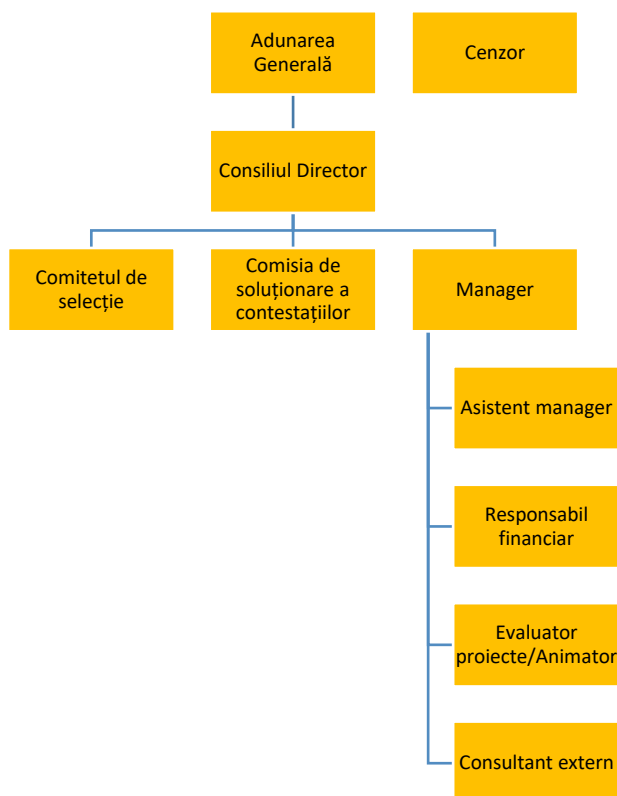 Adunarea
Generală
Cenzor
Consiliul Director
Comitetul de
selecție
Comisia de
soluționare a
contestațiilor
Manager
Asistent manager
Responsabil
financiar
Evaluator
proiecte/Animator
Consultant extern